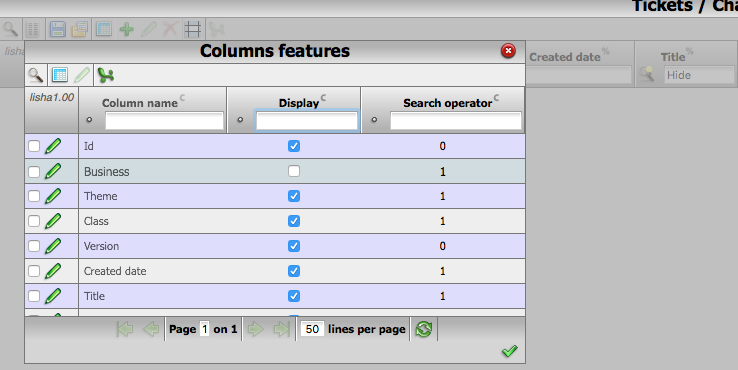 Tickets / Cha
lisha
Columns features
Created date %
Title %
Hide
lisha1.00
Column name C
Display C
Search operator C
Id 0
Business 1
Theme 1
Class 1
Version 0
Created date 1
Title 1
Page 1 on 1
50 lines per page